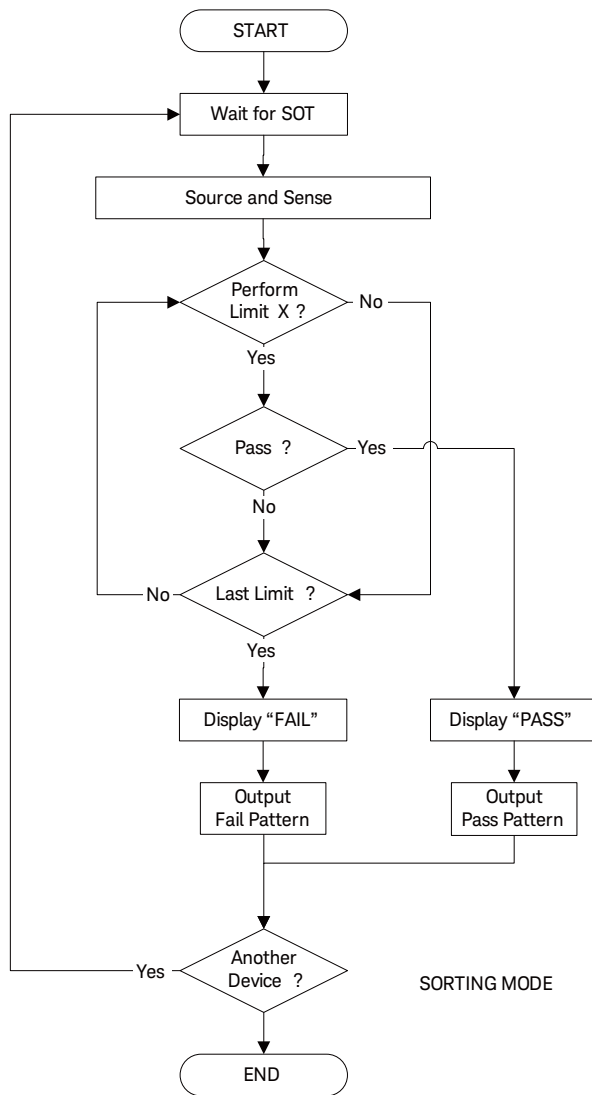 START
Wait for SOT
Source and Sense
Perform
Limit X ?
No
Yes
Pass ?
Yes
No
Last Limit ?
No
Yes
Display “FAIL”
Display “PASS”
Output
Fail Pattern
Output
Pass Pattern
Another
Device ?
Yes
SORTING MODE
END